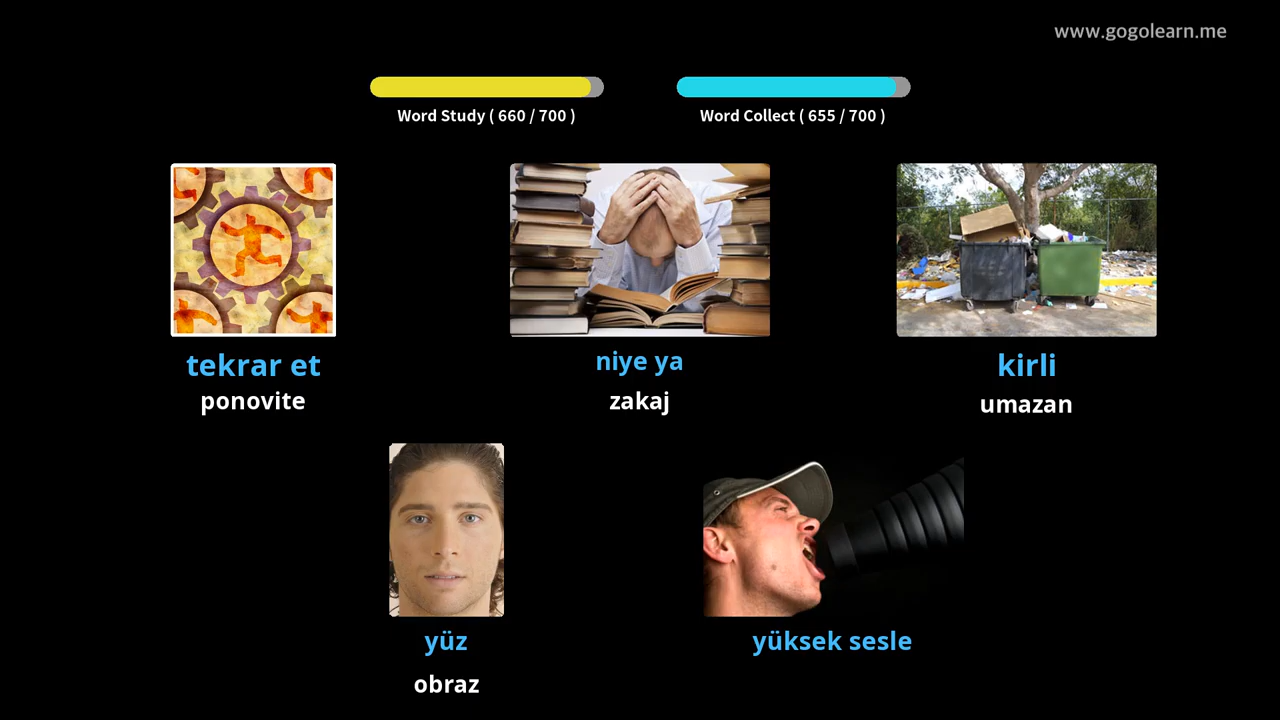 www.gogolearn.me
Word Study ( 660 / 700 )
Word Collect ( 655 / 700 )
tekrar et
ponovite
niye ya
zakaj
kirli
umazan
yüz
obraz
yüksek sesle